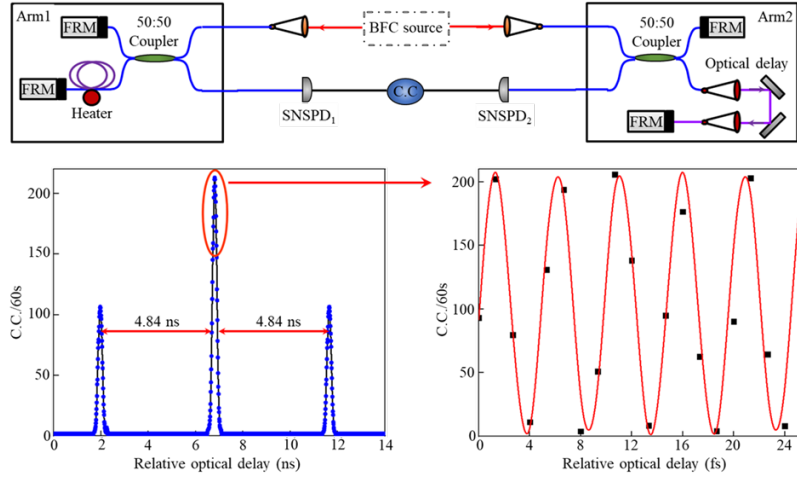 Arm1
FRM
50:50
Coupler
BFC source
50:50
Coupler
Arm2
FRM
Optical delay
FRM
Heater
SNSPD1
C.C
SNSPD2
FRM
C.C./60s
200
150
100
50
0
4.84 ns
4.84 ns
0 2 4 6 8 10 12 14
Relative optical delay (ns)
C.C./60s
200
150
100
50
0
0 4 8 12 16 20 24
Relative optical delay (fs)